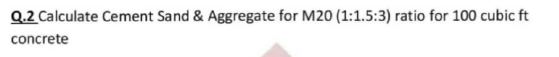 Q.2 Calculate Cement Sand & Aggregate for M20 (1:1.5:3) ratio for 100 cubic ft
concrete